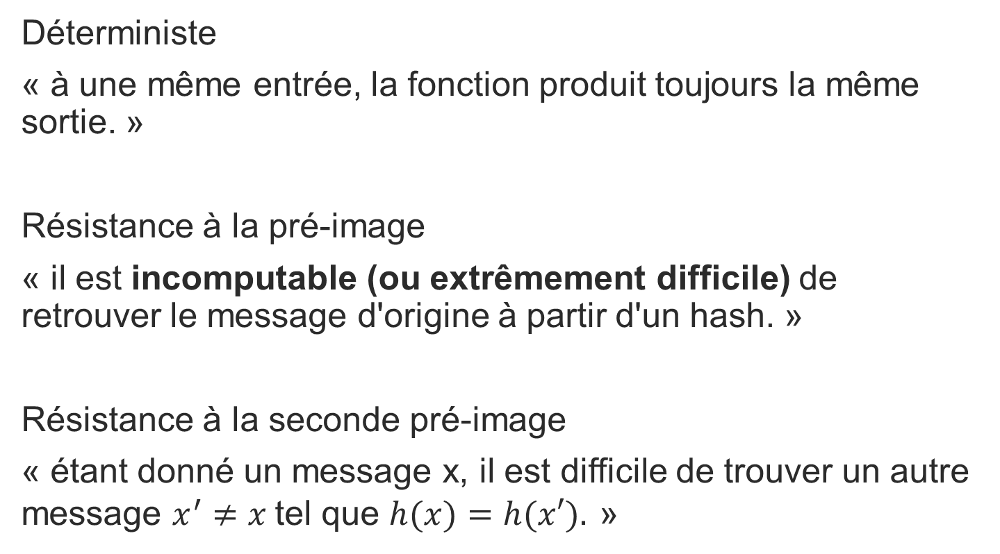 Déterministe
« à une même entrée, la fonction produit toujours la même
sortie. »
Résistance à la pré-image
« il est incomputable (ou extrêmement difficile) de
retrouver le message d'origine à partir d'un hash. »
Résistance à la seconde pré-image
« étant donné un message x, il est difficile de trouver un autre
message 𝑥′ ≠ 𝑥 tel que ℎ(𝑥) = ℎ(𝑥′). »